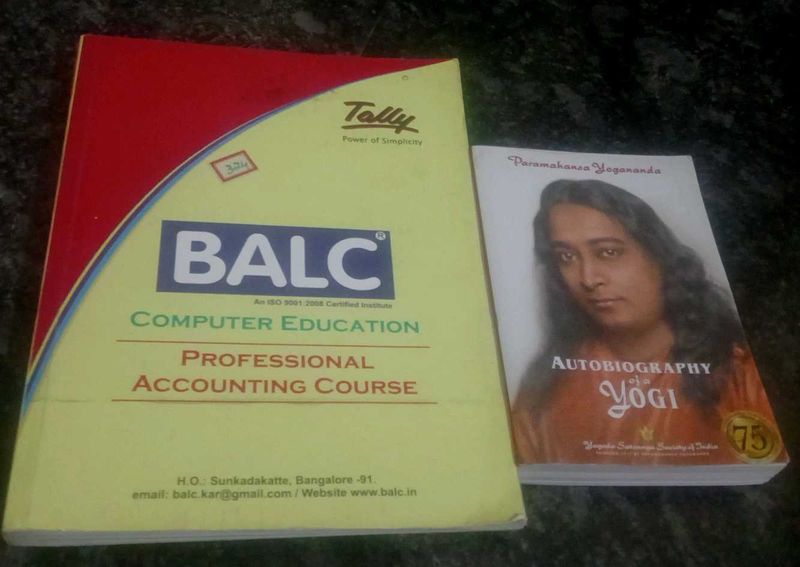 Tally
Power of Simplicity
324
BALC®
An ISO 9001:2008 Certified Institute
COMPUTER EDUCATION
PROFESSIONAL
ACCOUNTING COURSE
H.O.: Sunkadakatte, Bangalore -91.
email: balc.kar@gmail.com / Website www.balc.in
Paramahansa Yogananda
AUTOBIOGRAPHY
of a
YOGI
Yogoda Satsanga Society of India
75